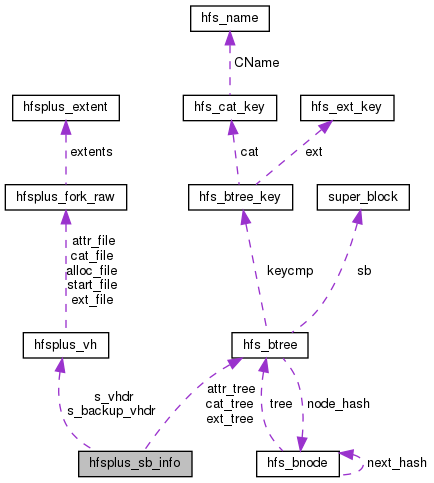 hfs_name
CName
hfsplus_extent
hfs_cat_key
hfs_ext_key
extents
cat
ext
hfsplus_fork_raw
hfs_btree_key
super_block
attr_file
cat_file
alloc_file
start_file
ext_file
keycmp
sb
hfsplus_vh
hfs_btree
s_vhdr
s_backup_vhdr
attr_tree
cat_tree
ext_tree
tree
node_hash
hfsplus_sb_info
hfs_bnode
next_hash